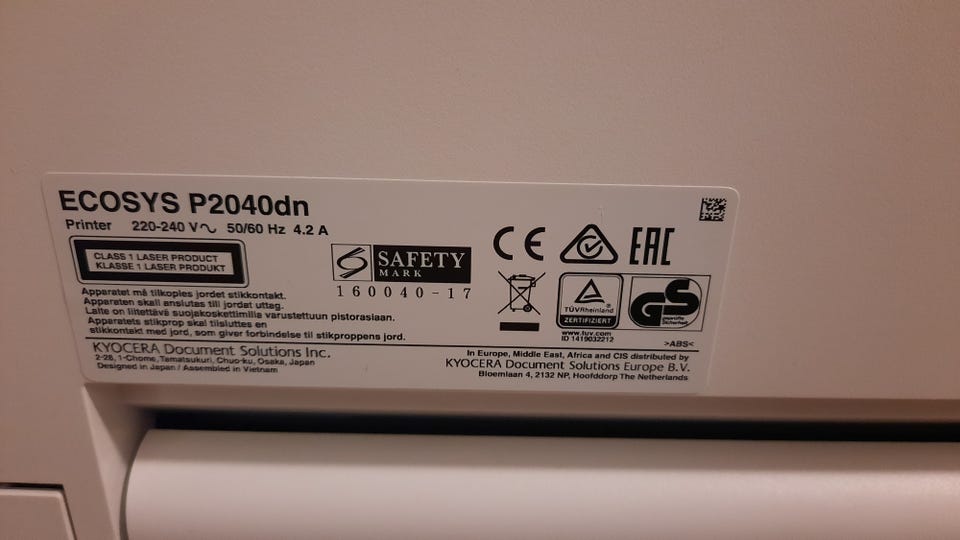 ECOSYS P2040dn
Printer 220-240 V~ 50/60 Hz 4.2 A
CLASS 1 LASER PRODUCT
KLASSE 1 LASER PRODUKT
SAFETY
MARK
160040-17
CE
EAC
Apparatet må tilkoples jordet stikkontakt.
Apparaten skall anslutas till jordat uttag.
Laite on liitettävä suojakoskettimilla varustettuun pistorasiaan.
Apparatets stikprop skal tilsluttes en
stikkontakt med jord, som giver forbindelse til stikproppens jord.
TÜVRheinland
ZERTIFIZIERT
www.tuv.com
ID 1419032212
GS
geprüfte
Sicherheit
>ABS<
KYOCERA Document Solutions Inc.
2-28, 1-Chome, Tamatsukuri, Chuo-ku, Osaka, Japan
Designed in Japan / Assembled in Vietnam
In Europe, Middle East, Africa and CIS distributed by
KYOCERA Document Solutions Europe B.V.
Bloemlaan 4, 2132 NP, Hoofddorp The Netherlands